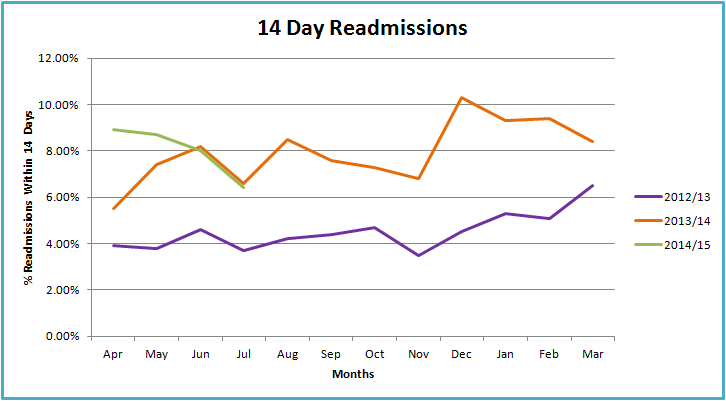 14 Day Readmissions
12.00%
10.00%
8.00%
6.00%
4.00%
2.00%
0.00%
% Readmissions Within 14 Days
Apr May Jun Jul Aug Sep Oct Nov Dec Jan Feb Mar
Months
2012/13
2013/14
2014/15